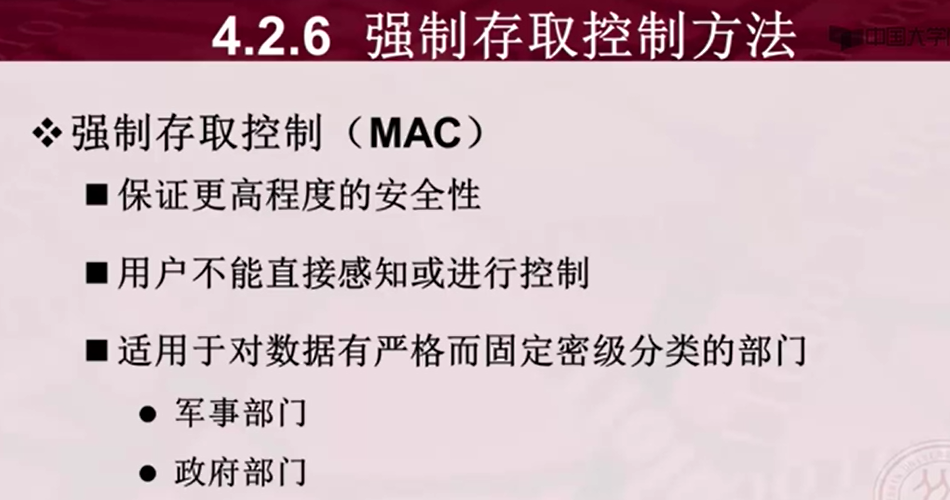 4.2.6 强制存取控制方法
中国大学
❖强制存取控制（MAC）
■ 保证更高程度的安全性
■ 用户不能直接感知或进行控制
■ 适用于对数据有严格而固定密级分类的部门
● 军事部门
● 政府部门